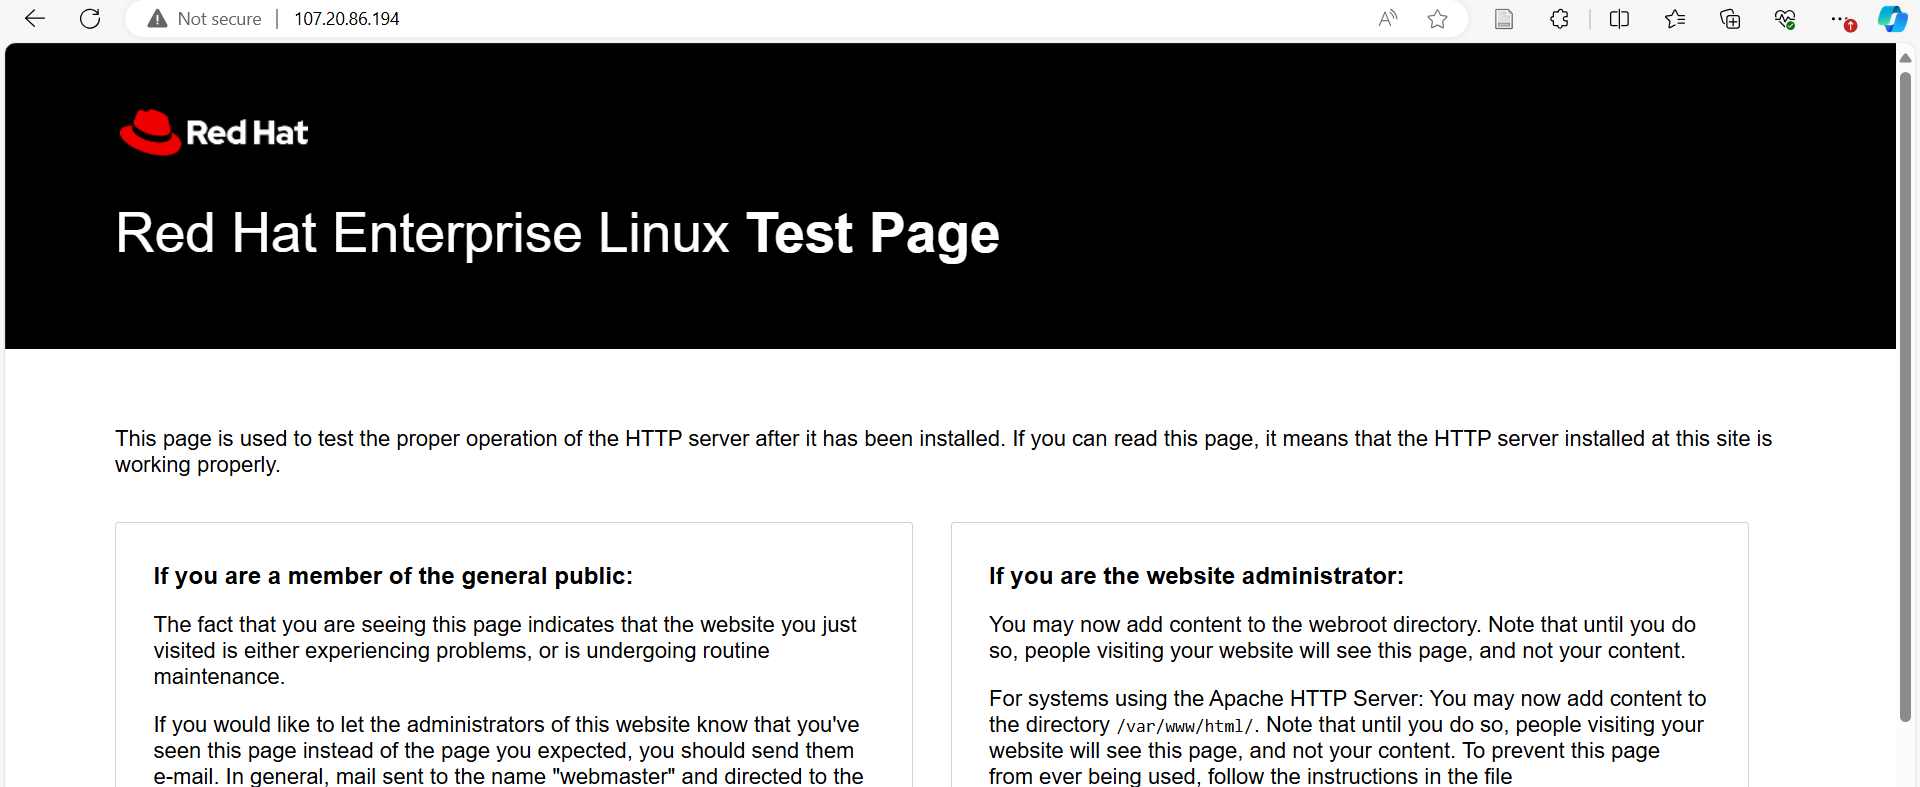 Not secure
107.20.86.194
Red Hat
Red Hat Enterprise Linux Test Page
This page is used to test the proper operation of the HTTP server after it has been installed. If you can read this page, it means that the HTTP server installed at this site is
working properly.
If you are a member of the general public:
The fact that you are seeing this page indicates that the website you just
visited is either experiencing problems, or is undergoing routine
maintenance.
If you would like to let the administrators of this website know that you've
seen this page instead of the page you expected, you should send them
e-mail. In general, mail sent to the name "webmaster" and directed to the
If you are the website administrator:
You may now add content to the webroot directory. Note that until you do
so, people visiting your website will see this page, and not your content.
For systems using the Apache HTTP Server: You may now add content to
the directory /var/www/html/. Note that until you do so, people visiting your
website will see this page, and not your content. To prevent this page
from ever being used, follow the instructions in the file